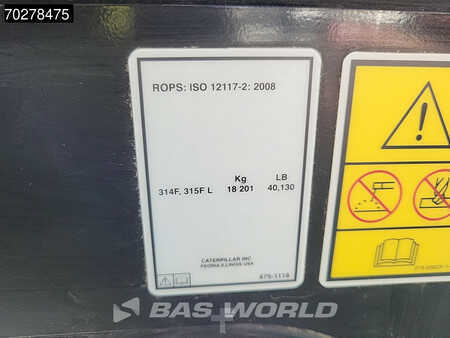 70278475
ROPS: ISO 12117-2: 2008
Kg LB
314F, 315F L 18 201 40,130
CATERPILLAR INC
PEORIA, ILLINOIS, USA
BAS WORLD